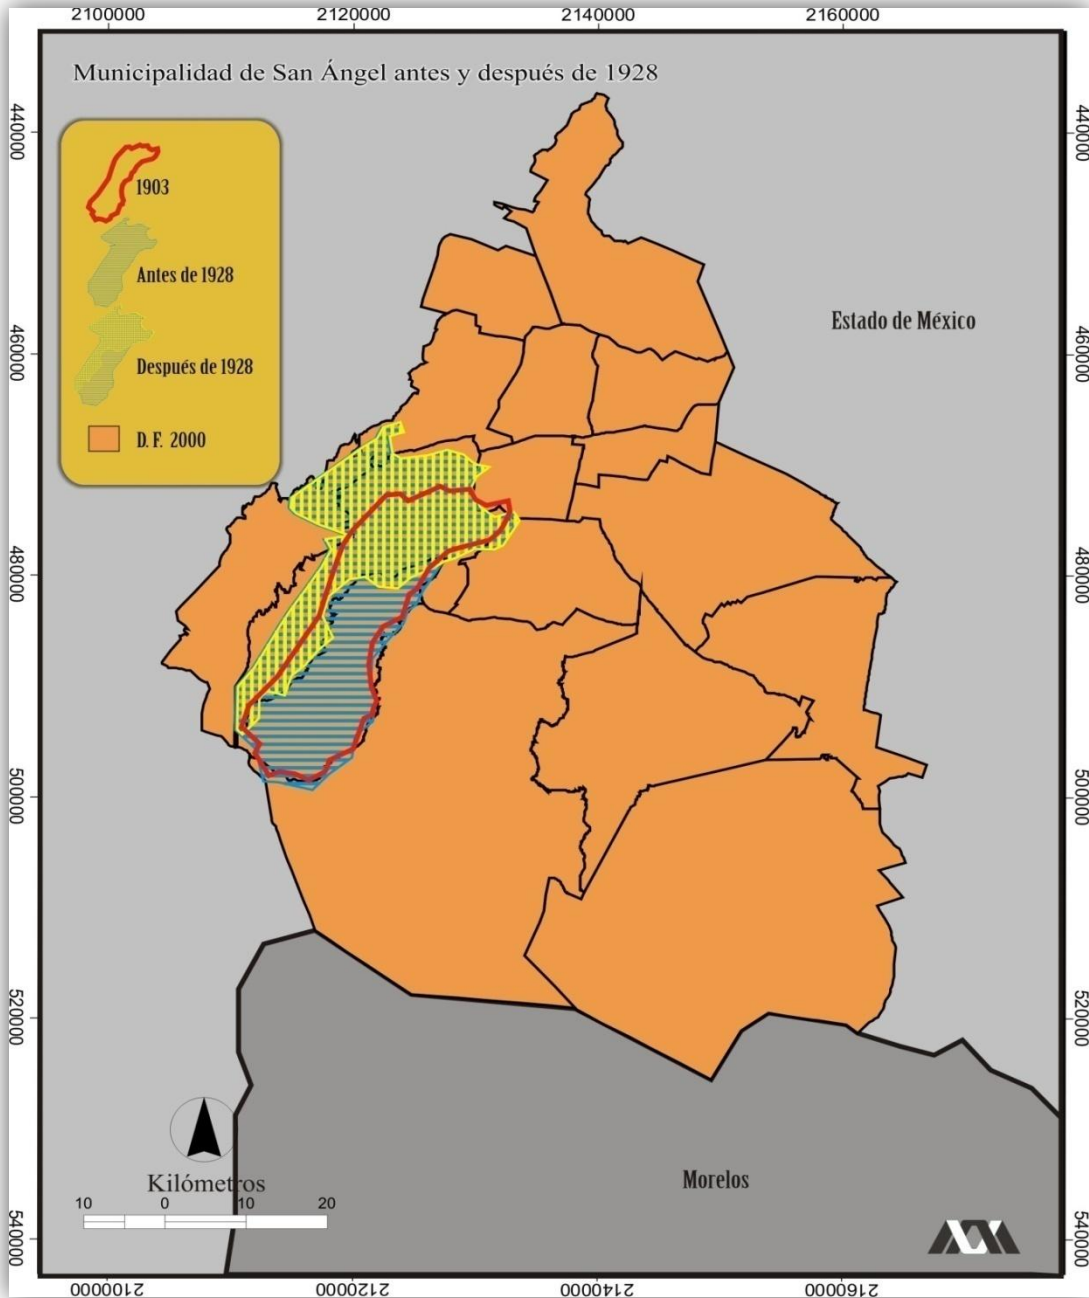 2100000 2120000 2140000 2160000
Municipalidad de San Ángel antes y después de 1928
1903
Antes de 1928
Después de 1928
D. F. 2000
Estado de México
Morelos
Kilómetros
10 0 10 20
440000 440000
460000 460000
480000 480000
500000 500000
520000 520000
540000 540000
2100000 2120000 2140000 2160000